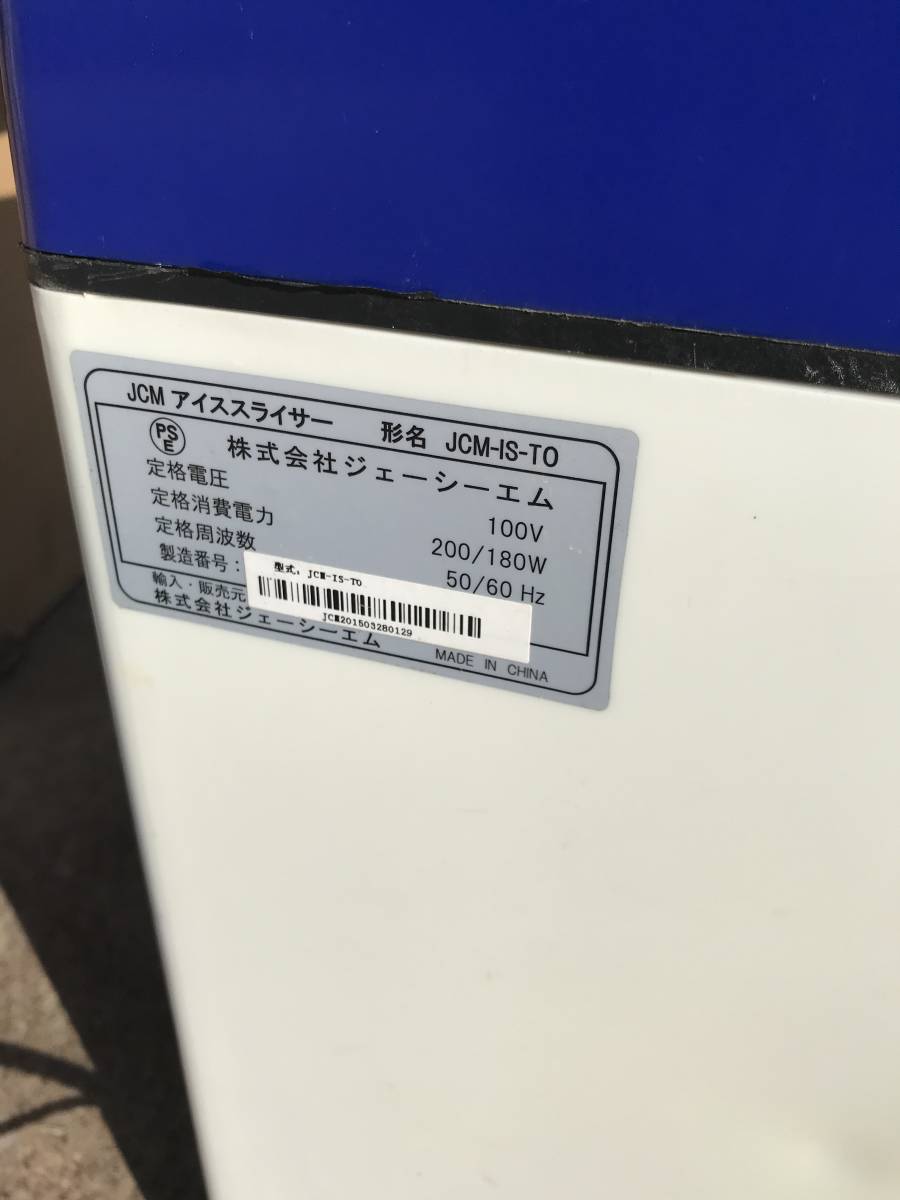 JCM アイススライサー 形名 JCM-IS-TO
PSE 株式会社ジェーシーエム
定格電圧 100V
定格消費電力 200/180W
定格周波数 50/60 Hz
製造番号:
型式: JCM-IS-TO
JCM201503280129
輸入・販売元
株式会社ジェーシーエム
MADE IN CHINA